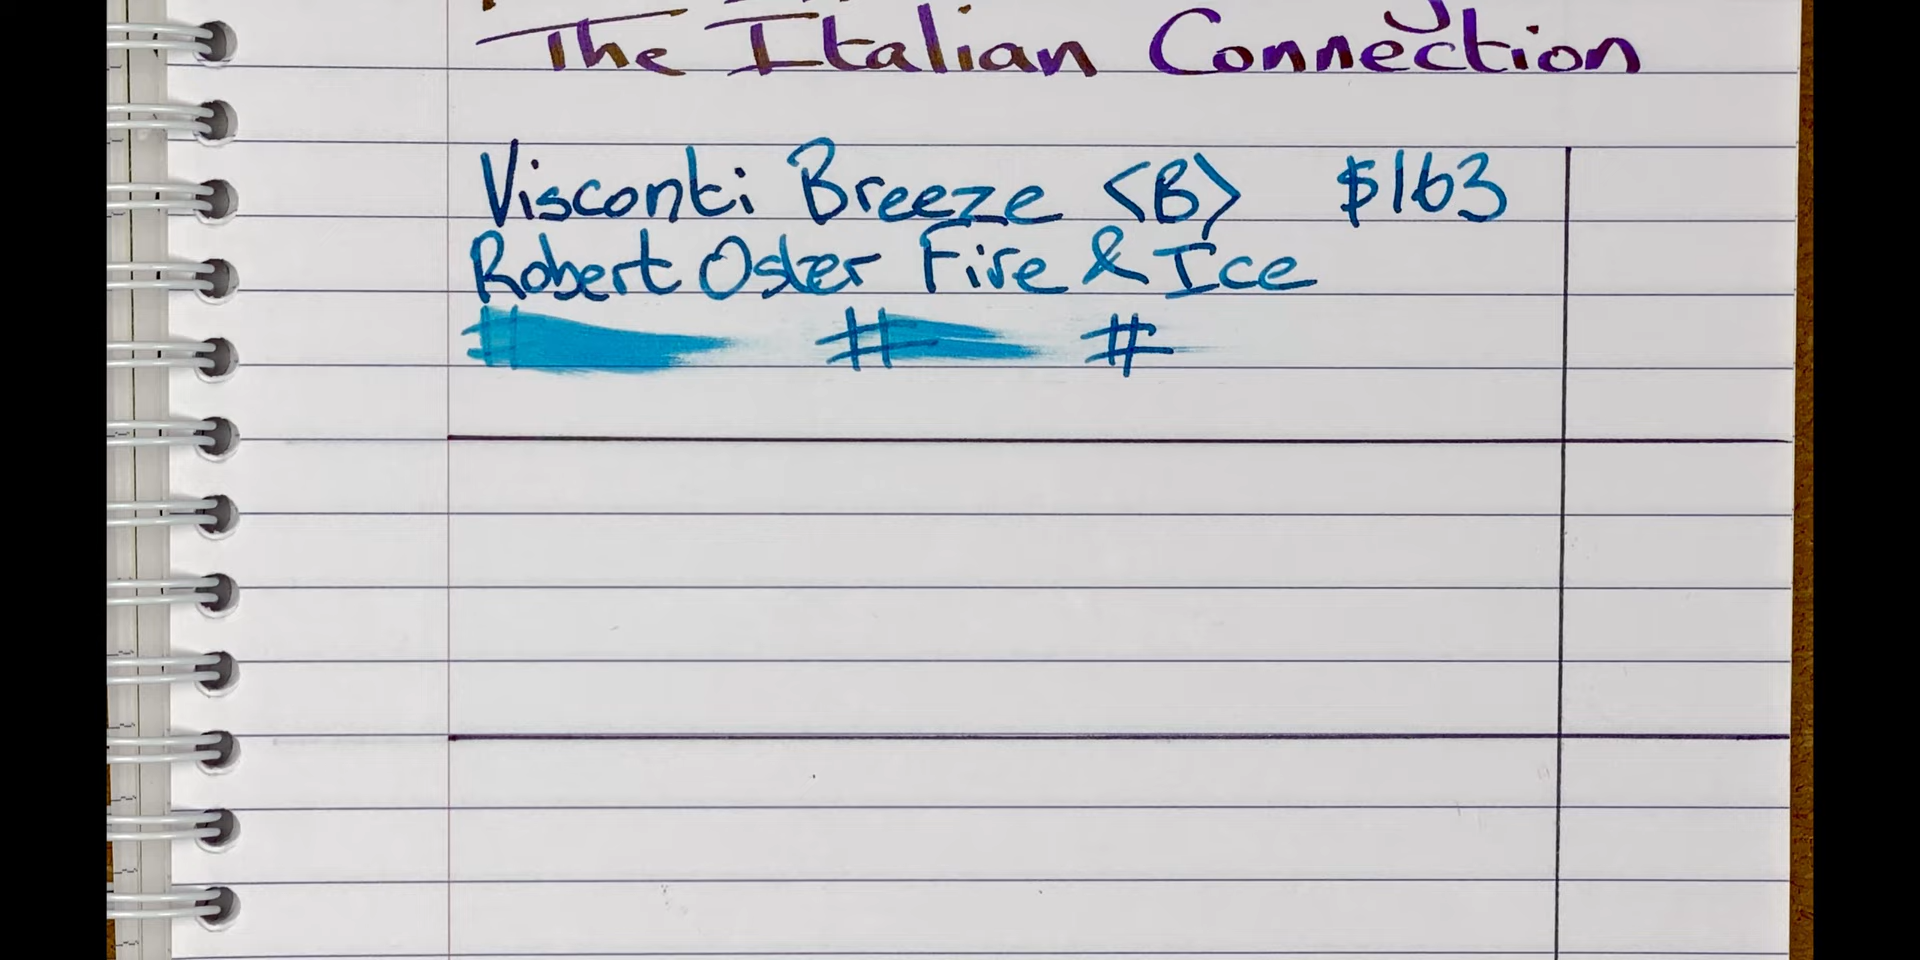 The Italian Connection
Visconti Breeze <B> $163
Robert Oster Fire & Ice
# # #